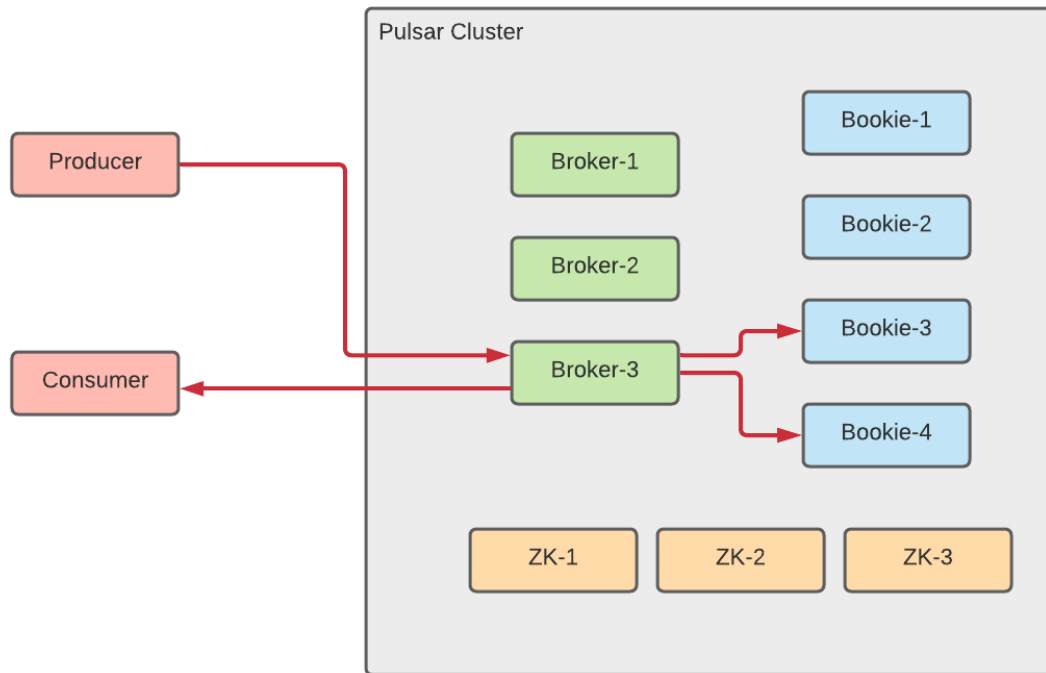 Pulsar Cluster
Producer
Consumer
Broker-1
Broker-2
Broker-3
Bookie-1
Bookie-2
Bookie-3
Bookie-4
ZK-1
ZK-2
ZK-3